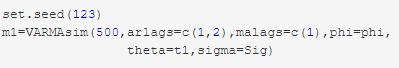 set.seed(123)
m1=VARMAsim(500,arlags=c(1,2),malags=c(1),phi=phi,
theta=t1,sigma=Sig)